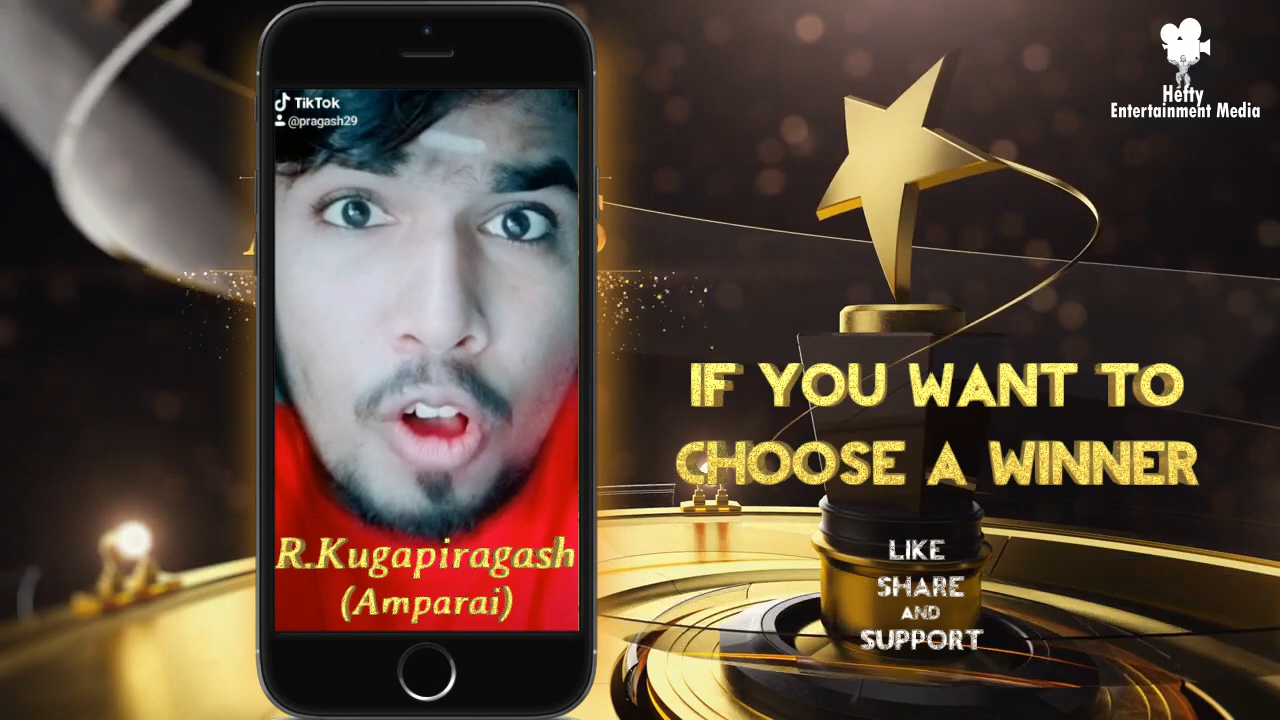 TikTok
@pragash29
R.Kugapiragash
(Amparai)
Hefty
Entertainment Media
IF YOU WANT TO
CHOOSE A WINNER
LIKE
SHARE
AND
SUPPORT